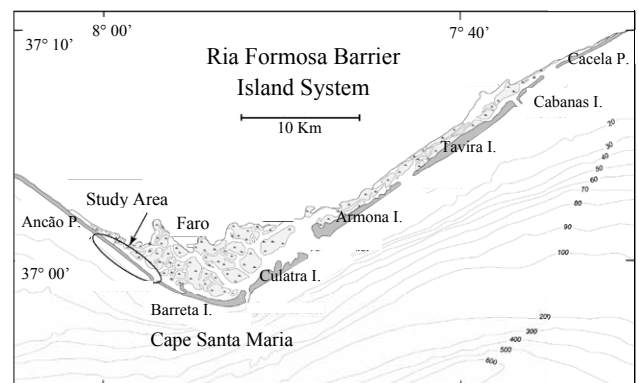 8° 00’
7° 40’
37° 10’
Ria Formosa Barrier
Island System
10 Km
Cacela P.
Cabanas I.
Tavira I.
Study Area
Ancão P.
Faro
Armona I.
37° 00’
Culatra I.
Barreta I.
Cape Santa Maria
20
30
40
50
60
70
80
90
100
200
300
400
500
600